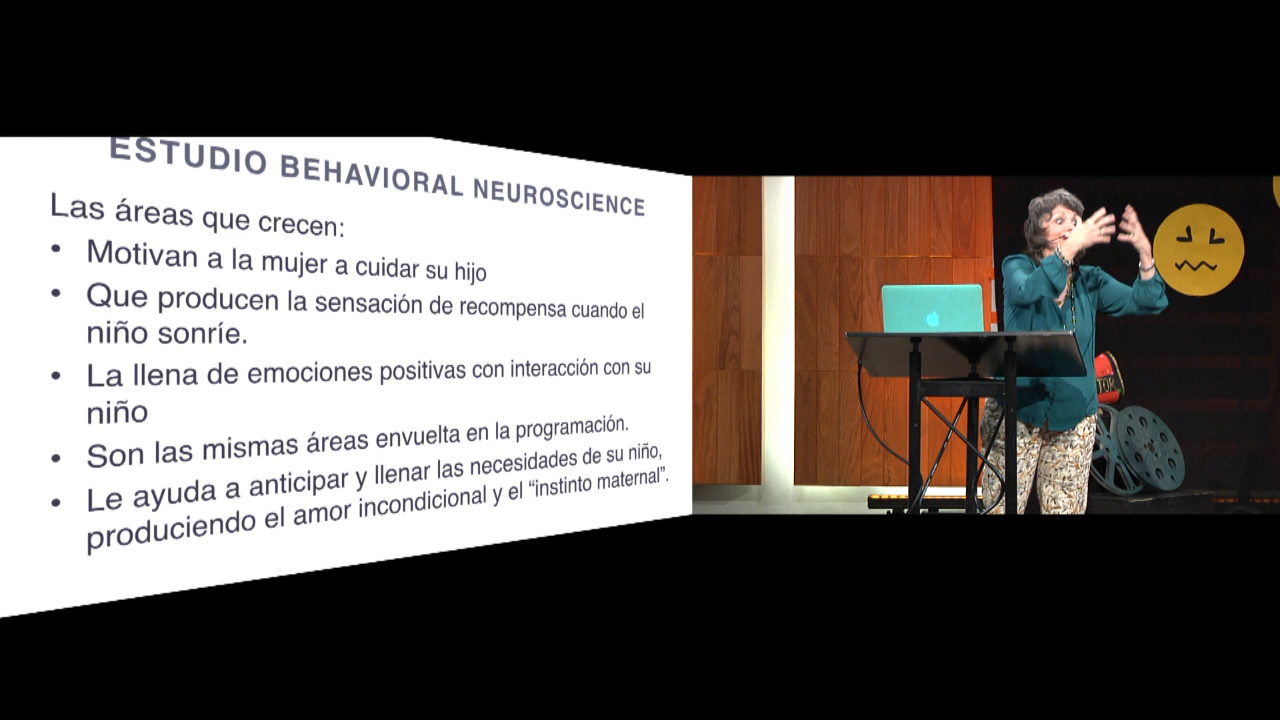 ESTUDIO BEHAVIORAL NEUROSCIENCE
Las áreas que crecen:
• Motivan a la mujer a cuidar su hijo
• Que producen la sensación de recompensa cuando el
niño sonríe.
• La llena de emociones positivas con interacción con su
niño
• Son las mismas áreas envuelta en la programación.
• Le ayuda a anticipar y llenar las necesidades de su niño,
produciendo el amor incondicional y el “instinto maternal”.